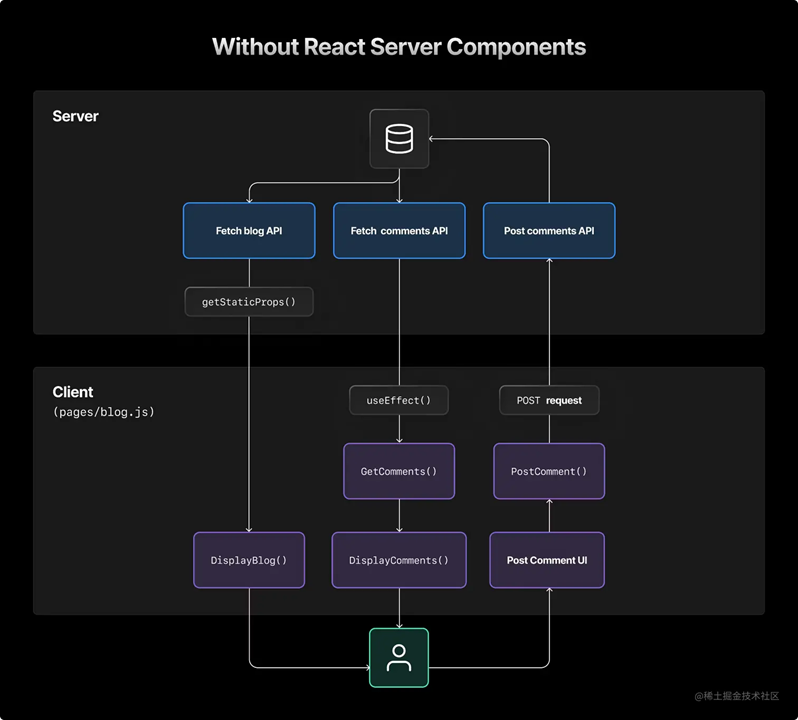 Without React Server Components
Server
Fetch blog API
Fetch comments API
Post comments API
getStaticProps()
Client
(pages/blog.js)
useEffect()
POST request
GetComments()
PostComment()
DisplayBlog()
DisplayComments()
Post Comment UI
@稀土掘金技术社区